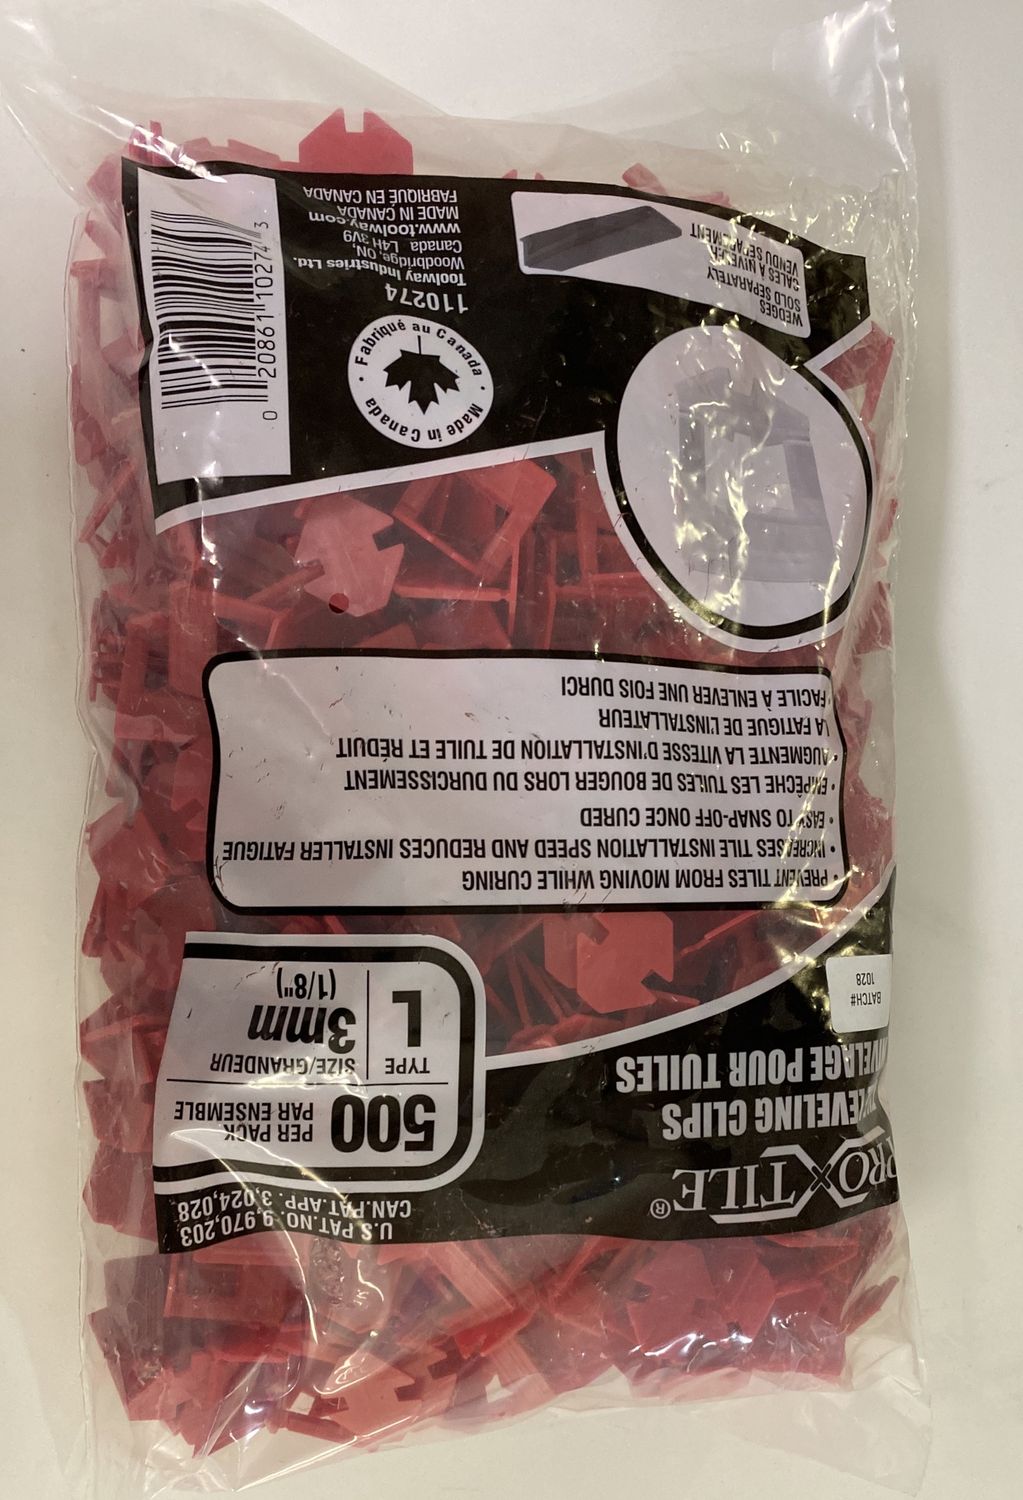 U.S PAT.NO. 9,970,203
CAN.PAT.APP. 3,024,028
PROXTILE®
LEVELING CLIPS
POUR TUILES
500
PER PACK
PAR ENSEMBLE
TYPE
L
SIZE/GRANDEUR
3mm
(1/8")
BATCH#
1028
• PREVENT TILES FROM MOVING WHILE CURING
• INCREASES TILE INSTALLATION SPEED AND REDUCES INSTALLER FATIGUE
• EASY TO SNAP-OFF ONCE CURED
• EMPÊCHE LES TUILES DE BOUGER LORS DU DURCISSEMENT
• AUGMENTE LA VITESSE D'INSTALLATION DE TUILE ET RÉDUIT
LA FATIGUE DE L'INSTALLATEUR
• FACILE À ENLEVER UNE FOIS DURCI
Made in Canada • Fabriqué au Canada •
110274
Toolway Industries Ltd.
Woodbridge, ON,
Canada L4H 3V9
www.toolway.com
MADE IN CANADA
FABRIQUÉ EN CANADA
WEDGES
SOLD SEPARATELY
CALES À NIVELER
VENDU SÉPARÉMENT
0 20861 10274 3